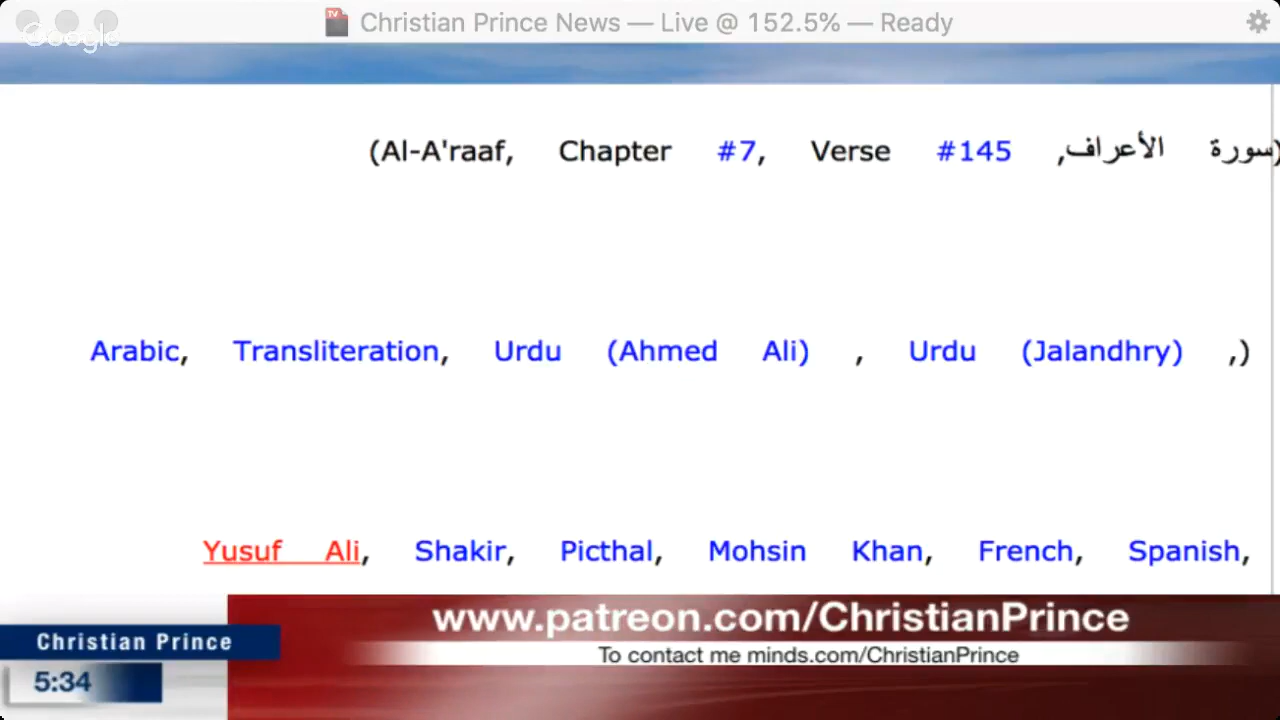 Google
Christian Prince News — Live @ 152.5% — Ready
(Al-A'raaf, Chapter #7, Verse #145 ,سورة الأعراف)
Arabic, Transliteration, Urdu (Ahmed Ali) , Urdu (Jalandhry) ,)
Yusuf Ali, Shakir, Picthal, Mohsin Khan, French, Spanish,
www.patreon.com/ChristianPrince
To contact me minds.com/ChristianPrince
Christian Prince
5:34